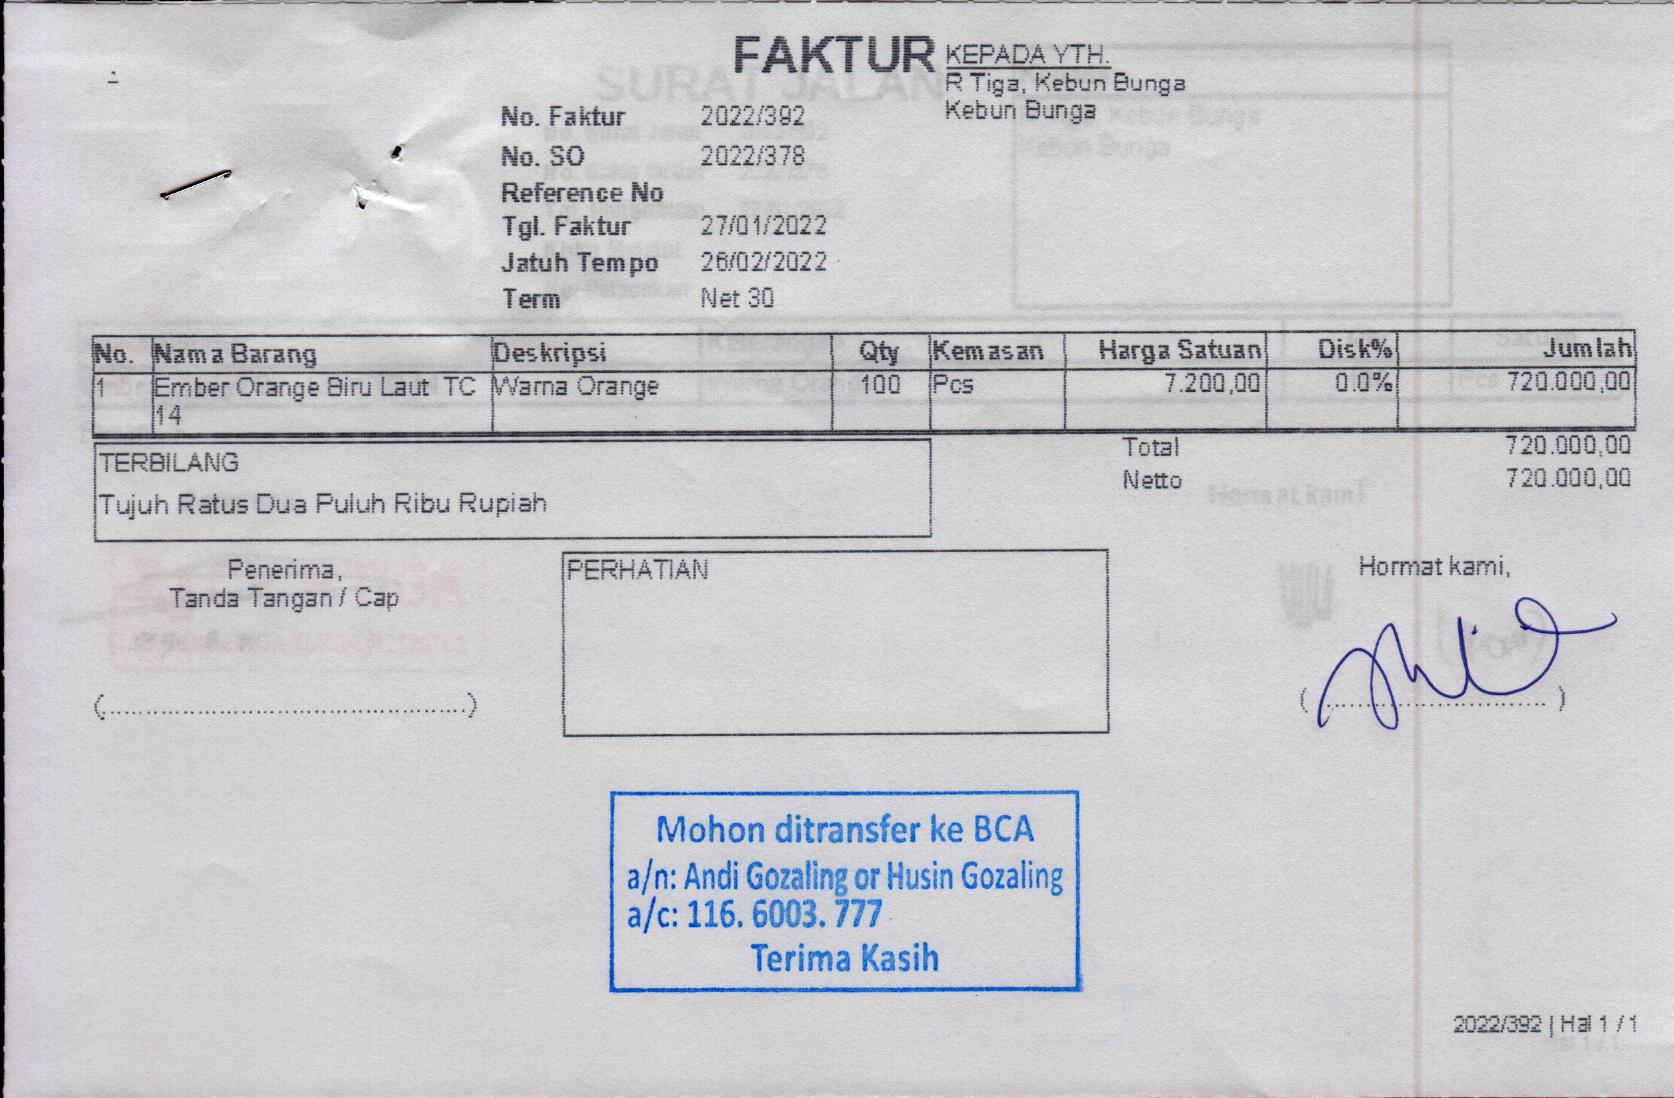 FAKTUR
KEPADA YTH.
R Tiga, Kebun Bunga
Kebun Bunga
No. Faktur 2022/392
No. SO 2022/378
Reference No
Tgl. Faktur 27/01/2022
Jatuh Tempo 26/02/2022
Term Net 30
No. Nama Barang Deskripsi Qty Kemasan Harga Satuan Disk% Jumlah
1 Ember Orange Biru Laut TC Warna Orange 100 Pcs 7.200,00 0.0% 720.000,00
14
Total 720.000,00
Netto 720.000,00
TERBILANG
Tujuh Ratus Dua Puluh Ribu Rupiah
Penerima,
Tanda Tangan / Cap
(................................................)
PERHATIAN
Hormat kami,
(..............................)
Mohon ditransfer ke BCA
a/n: Andi Gozaling or Husin Gozaling
a/c: 116. 6003. 777
Terima Kasih
2022/392 | Hal 1 / 1